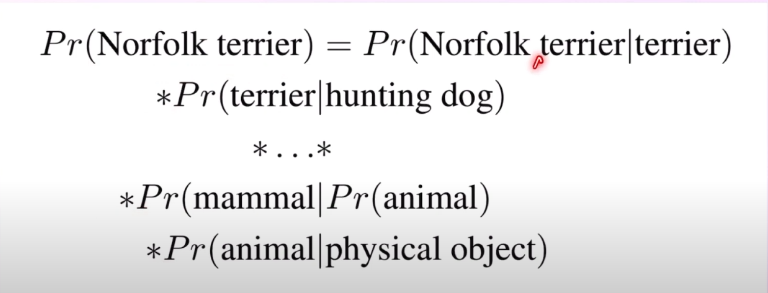 Pr(Norfolk terrier) = Pr(Norfolk terrier|terrier)
*Pr(terrier|hunting dog)
*...*
*Pr(mammal|Pr(animal)
*Pr(animal|physical object)